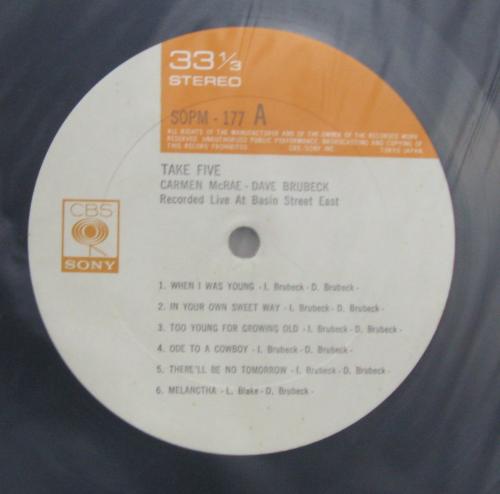 33 1/3
STEREO
SOPM - 177 A
ALL RIGHTS OF THE MANUFACTURER AND OF THE OWNER OF THE RECORDED WORK
RESERVED UNAUTHORIZED PUBLIC PERFORMANCE BROADCASTING AND COPYING OF
THIS RECORD PROHIBITED CBS/SONY INC TOKYO JAPAN
TAKE FIVE
CARMEN McRAE - DAVE BRUBECK
Recorded Live At Basin Street East
CBS
SONY
1. WHEN I WAS YOUNG - I. Brubeck - D. Brubeck -
2. IN YOUR OWN SWEET WAY - I. Brubeck - D. Brubeck -
3. TOO YOUNG FOR GROWING OLD - I. Brubeck - D. Brubeck -
4. ODE TO A COWBOY - I. Brubeck - D. Brubeck -
5. THERE'LL BE NO TOMORROW - I. Brubeck - D. Brubeck -
6. MELANCTHA - L. Blake - D. Brubeck -